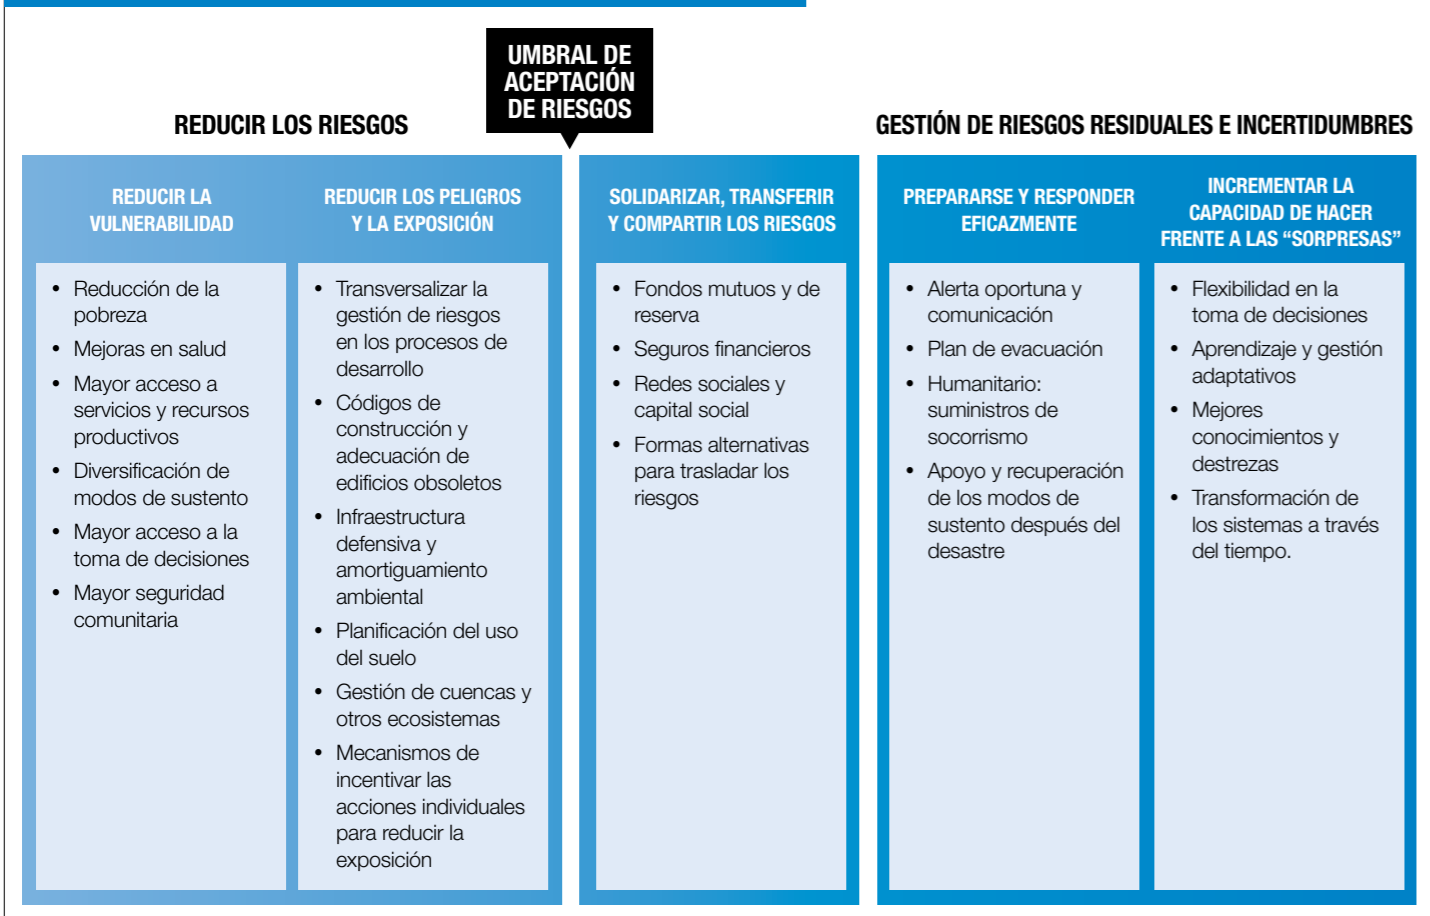 UMBRAL DE
ACEPTACIÓN
DE RIESGOS
REDUCIR LOS RIESGOS
GESTIÓN DE RIESGOS RESIDUALES E INCERTIDUMBRES
REDUCIR LA
VULNERABILIDAD
• Reducción de la
pobreza
• Mejoras en salud
• Mayor acceso a
servicios y recursos
productivos
• Diversificación de
modos de sustento
• Mayor acceso a la
toma de decisiones
• Mayor seguridad
comunitaria
REDUCIR LOS PELIGROS
Y LA EXPOSICIÓN
• Transversalizar la
gestión de riesgos
en los procesos de
desarrollo
• Códigos de
construcción y
adecuación de
edificios obsoletos
• Infraestructura
defensiva y
amortiguamiento
ambiental
• Planificación del uso
del suelo
• Gestión de cuencas y
otros ecosistemas
• Mecanismos de
incentivar las
acciones individuales
para reducir la
exposición
SOLIDARIZAR, TRANSFERIR
Y COMPARTIR LOS RIESGOS
• Fondos mutuos y de
reserva
• Seguros financieros
• Redes sociales y
capital social
• Formas alternativas
para trasladar los
riesgos
PREPARARSE Y RESPONDER
EFICAZMENTE
• Alerta oportuna y
comunicación
• Plan de evacuación
• Humanitario:
suministros de
socorrismo
• Apoyo y recuperación
de los modos de
sustento después del
desastre
INCREMENTAR LA
CAPACIDAD DE HACER
FRENTE A LAS “SORPRESAS”
• Flexibilidad en la
toma de decisiones
• Aprendizaje y gestión
adaptativos
• Mejores
conocimientos y
destrezas
• Transformación de
los sistemas a través
del tiempo.